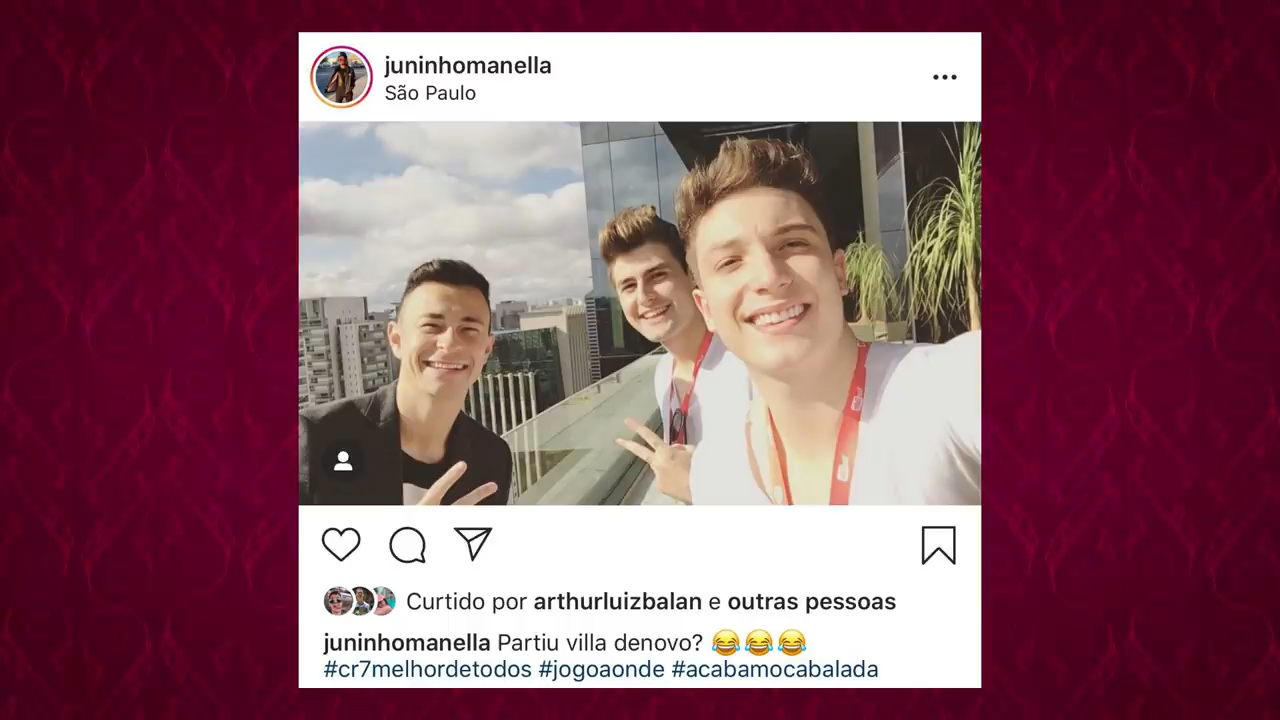 juninhomanella
São Paulo
Curtido por arthurluizbalan e outras pessoas
juninhomanella Partiu villa denovo? 😂😂😂
#cr7melhordetodos #jogoaonde #acabamocabalada